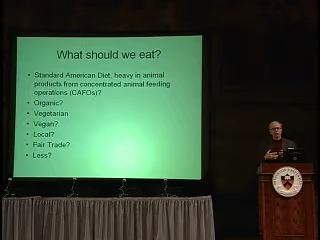 What should we eat?
• Standard American Diet, heavy in animal
products from concentrated animal feeding
operations (CAFOs)?
• Organic?
• Vegetarian
• Vegan?
• Local?
• Fair Trade?
• Less?